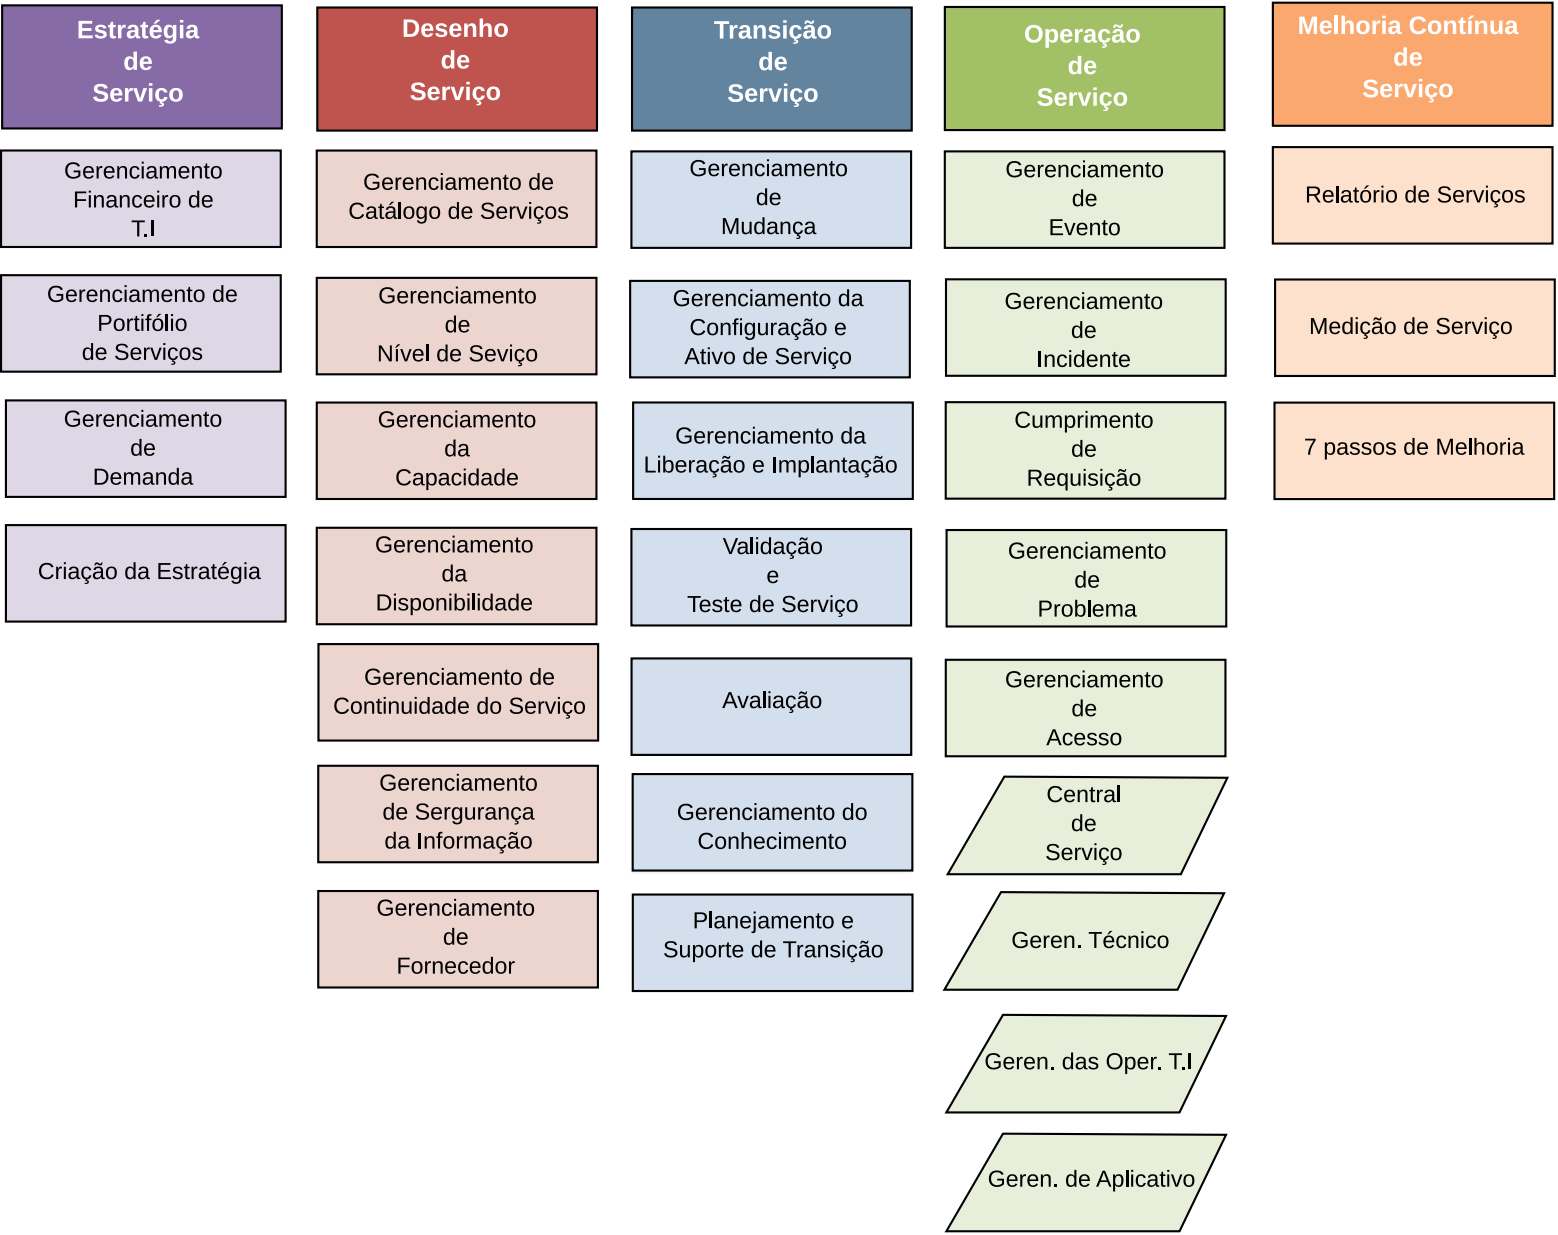 Estratégia
de
Serviço
Gerenciamento
Financeiro de
T.I
Gerenciamento de
Portifólio
de Serviços
Gerenciamento
de
Demanda
Criação da Estratégia
Desenho
de
Serviço
Gerenciamento de
Catálogo de Serviços
Gerenciamento
de
Nível de Seviço
Gerenciamento
da
Capacidade
Gerenciamento
da
Disponibilidade
Gerenciamento de
Continuidade do Serviço
Gerenciamento
de Sergurança
da Informação
Gerenciamento
de
Fornecedor
Transição
de
Serviço
Gerenciamento
de
Mudança
Gerenciamento da
Configuração e
Ativo de Serviço
Gerenciamento da
Liberação e Implantação
Validação
e
Teste de Serviço
Avaliação
Gerenciamento do
Conhecimento
Planejamento e
Suporte de Transição
Operação
de
Serviço
Gerenciamento
de
Evento
Gerenciamento
de
Incidente
Cumprimento
de
Requisição
Gerenciamento
de
Problema
Gerenciamento
de
Acesso
Central
de
Serviço
Geren. Técnico
Geren. das Oper. T.I
Geren. de Aplicativo
Melhoria Contínua
de
Serviço
Relatório de Serviços
Medição de Serviço
7 passos de Melhoria